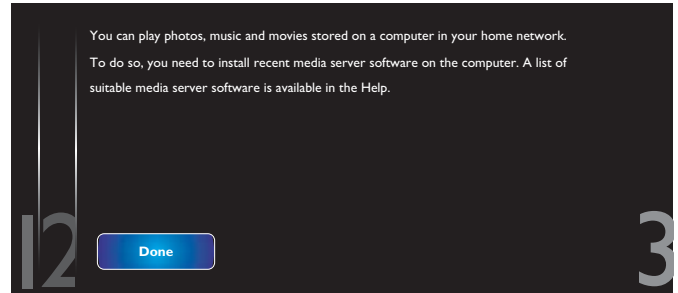 You can play photos, music and movies stored on a computer in your home network.
To do so, you need to install recent media server software on the computer. A list of
suitable media server software is available in the Help.
12
Done
3